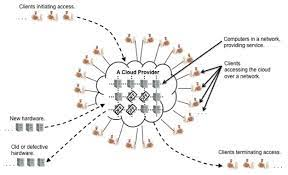 Clients initiating access.
A Cloud Provider
Computers in a network,
providing service.
Clients
accessing the cloud
over a network.
New hardware.
Old or defective
hardware.
Clients terminating access.